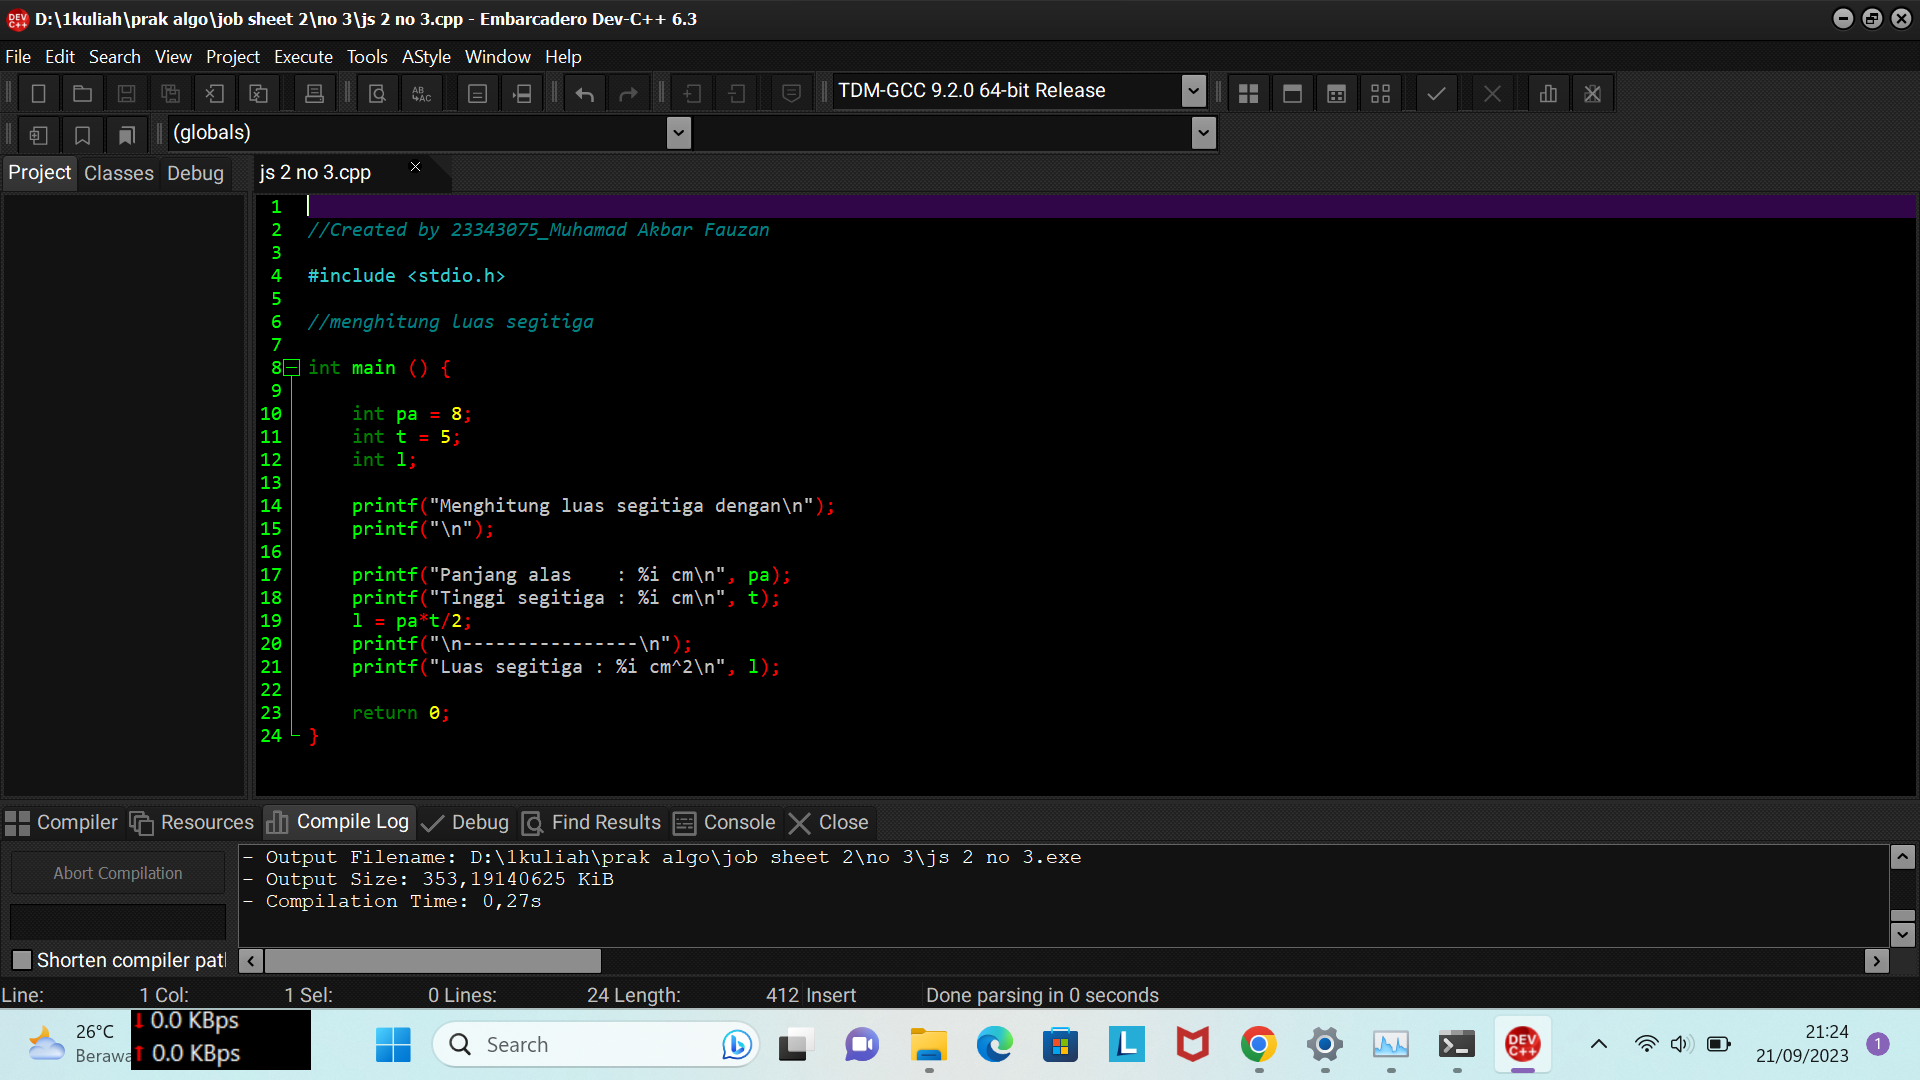 D:\1kuliah\prak algo\job sheet 2\no 3\js 2 no 3.cpp - Embarcadero Dev-C++ 6.3
File Edit Search View Project Execute Tools AStyle Window Help
TDM-GCC 9.2.0 64-bit Release
(globals)
Project Classes Debug
js 2 no 3.cpp
1
2 //Created by 23343075_Muhamad Akbar Fauzan
3
4 #include <stdio.h>
5
6 //menghitung luas segitiga
7
8 int main () {
9
10 int pa = 8;
11 int t = 5;
12 int l;
13
14 printf("Menghitung luas segitiga dengan\n");
15 printf("\n");
16
17 printf("Panjang alas    : %i cm\n", pa);
18 printf("Tinggi segitiga : %i cm\n", t);
19 l = pa*t/2;
20 printf("\n----------------\n");
21 printf("Luas segitiga : %i cm^2\n", l);
22
23 return 0;
24 }
Compiler Resources Compile Log Debug Find Results Console Close
Abort Compilation
- Output Filename: D:\1kuliah\prak algo\job sheet 2\no 3\js 2 no 3.exe
- Output Size: 353,19140625 KiB
- Compilation Time: 0,27s
Shorten compiler pat
Line: 1 Col: 1 Sel: 0 Lines: 24 Length: 412 Insert Done parsing in 0 seconds
26°C
Berawa
0.0 KBps
0.0 KBps
Search
DEV C++
21:24
21/09/2023
1